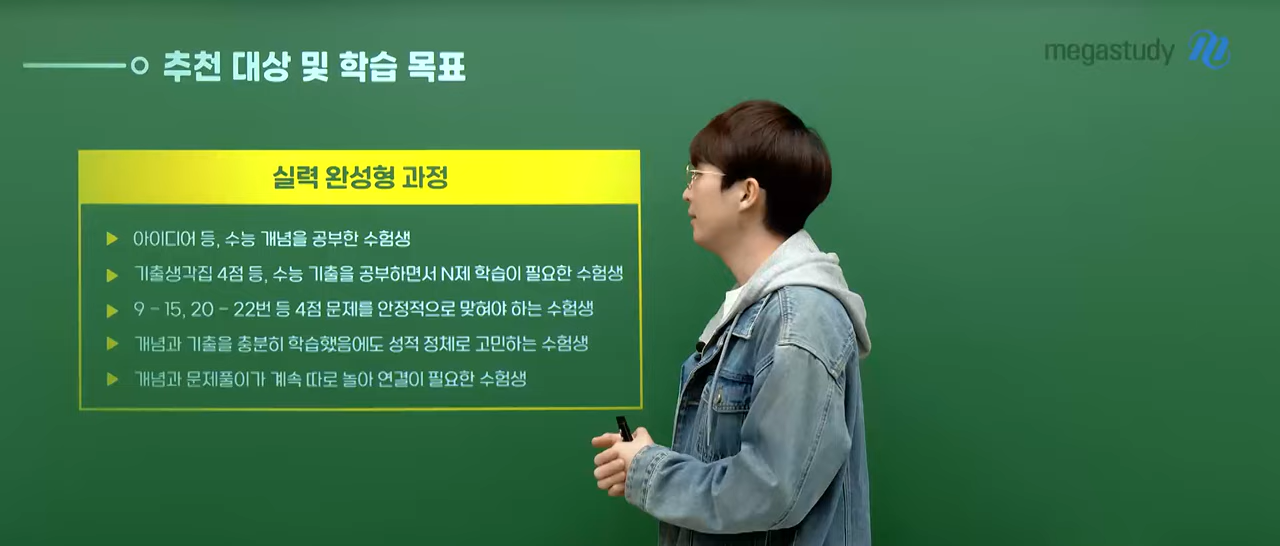 추천 대상 및 학습 목표
megastudy
실력 완성형 과정
아이디어 등, 수능 개념을 공부한 수험생
기출생각집 4점 등, 수능 기출을 공부하면서 N제 학습이 필요한 수험생
9 - 15, 20 - 22번 등 4점 문제를 안정적으로 맞혀야 하는 수험생
개념과 기출을 충분히 학습했음에도 성적 정체로 고민하는 수험생
개념과 문제풀이가 계속 따로 놀아 연결이 필요한 수험생